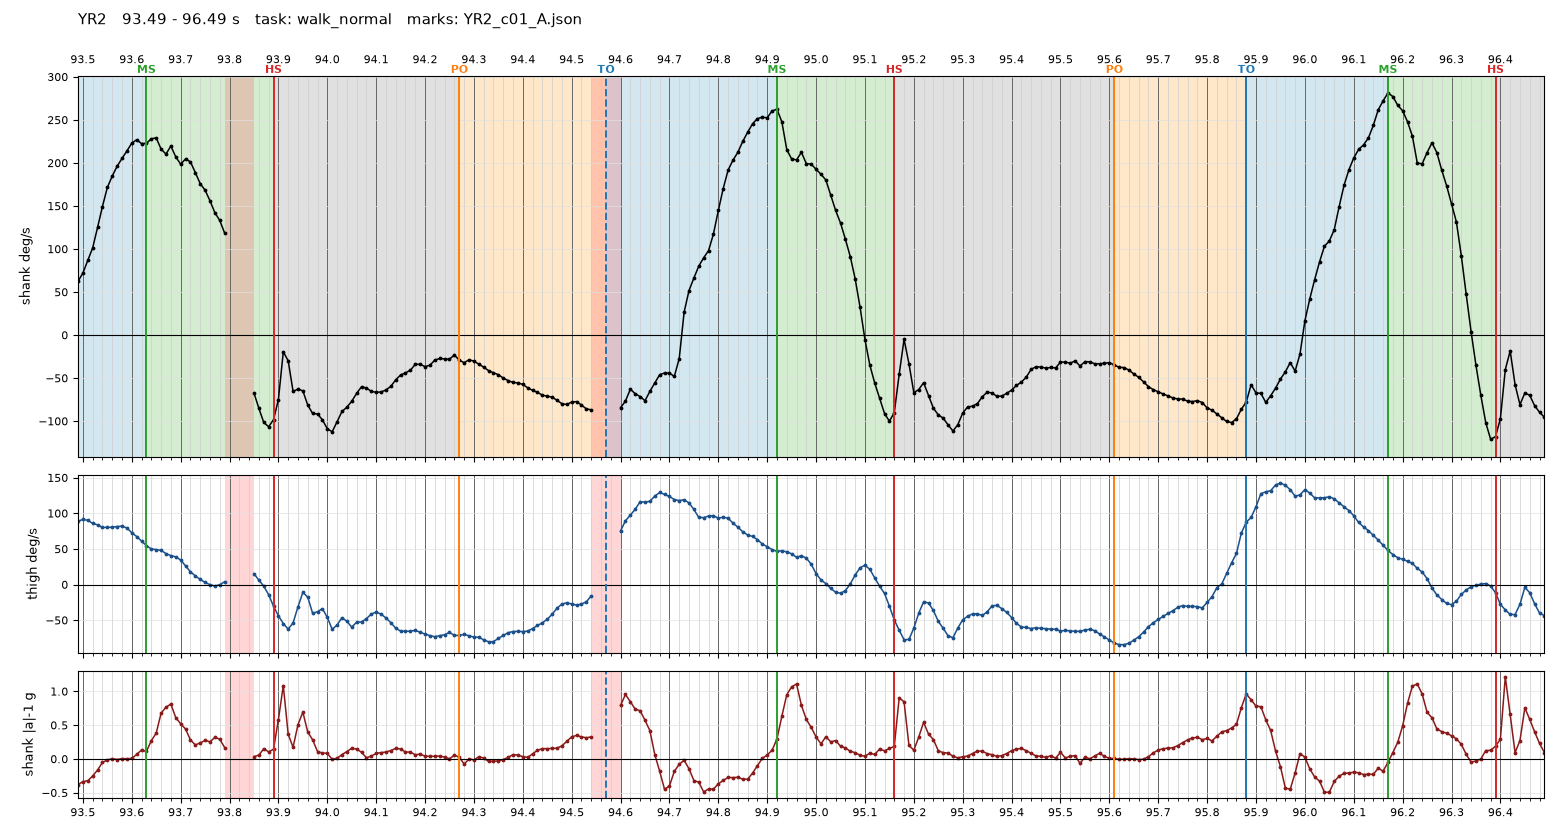 YR2 93.49 - 96.49 s task: walk_normal marks: YR2_c01_A.json
93.5 93.6 93.7 93.8 93.9 94.0 94.1 94.2 94.3 94.4 94.5 94.6 94.7 94.8 94.9 95.0 95.1 95.2 95.3 95.4 95.5 95.6 95.7 95.8 95.9 96.0 96.1 96.2 96.3 96.4
MS HS PO TO MS HS PO TO MS HS
shank deg/s
300
250
200
150
100
50
0
−50
−100
thigh deg/s
150
100
50
0
−50
shank |a|-1 g
1.0
0.5
0.0
−0.5
93.5 93.6 93.7 93.8 93.9 94.0 94.1 94.2 94.3 94.4 94.5 94.6 94.7 94.8 94.9 95.0 95.1 95.2 95.3 95.4 95.5 95.6 95.7 95.8 95.9 96.0 96.1 96.2 96.3 96.4